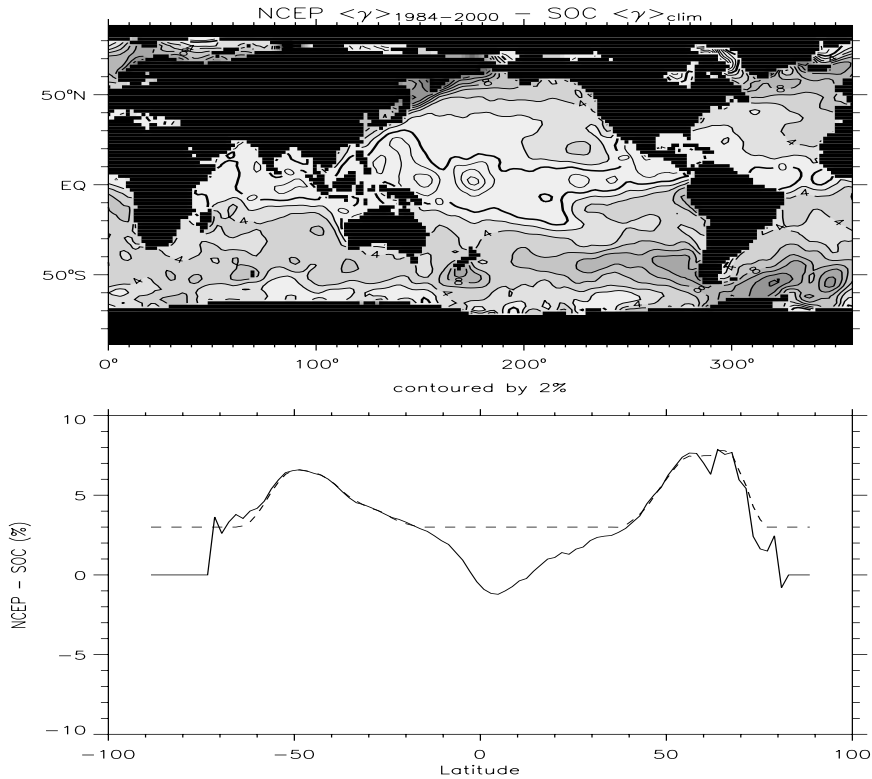 NCEP <γ>1984−2000 − SOC <γ>clim
50°N
EQ
50°S
0° 100° 200° 300°
contoured by 2%
10
5
0
−5
−10
NCEP − SOC (%)
−100 −50 0 50 100
Latitude